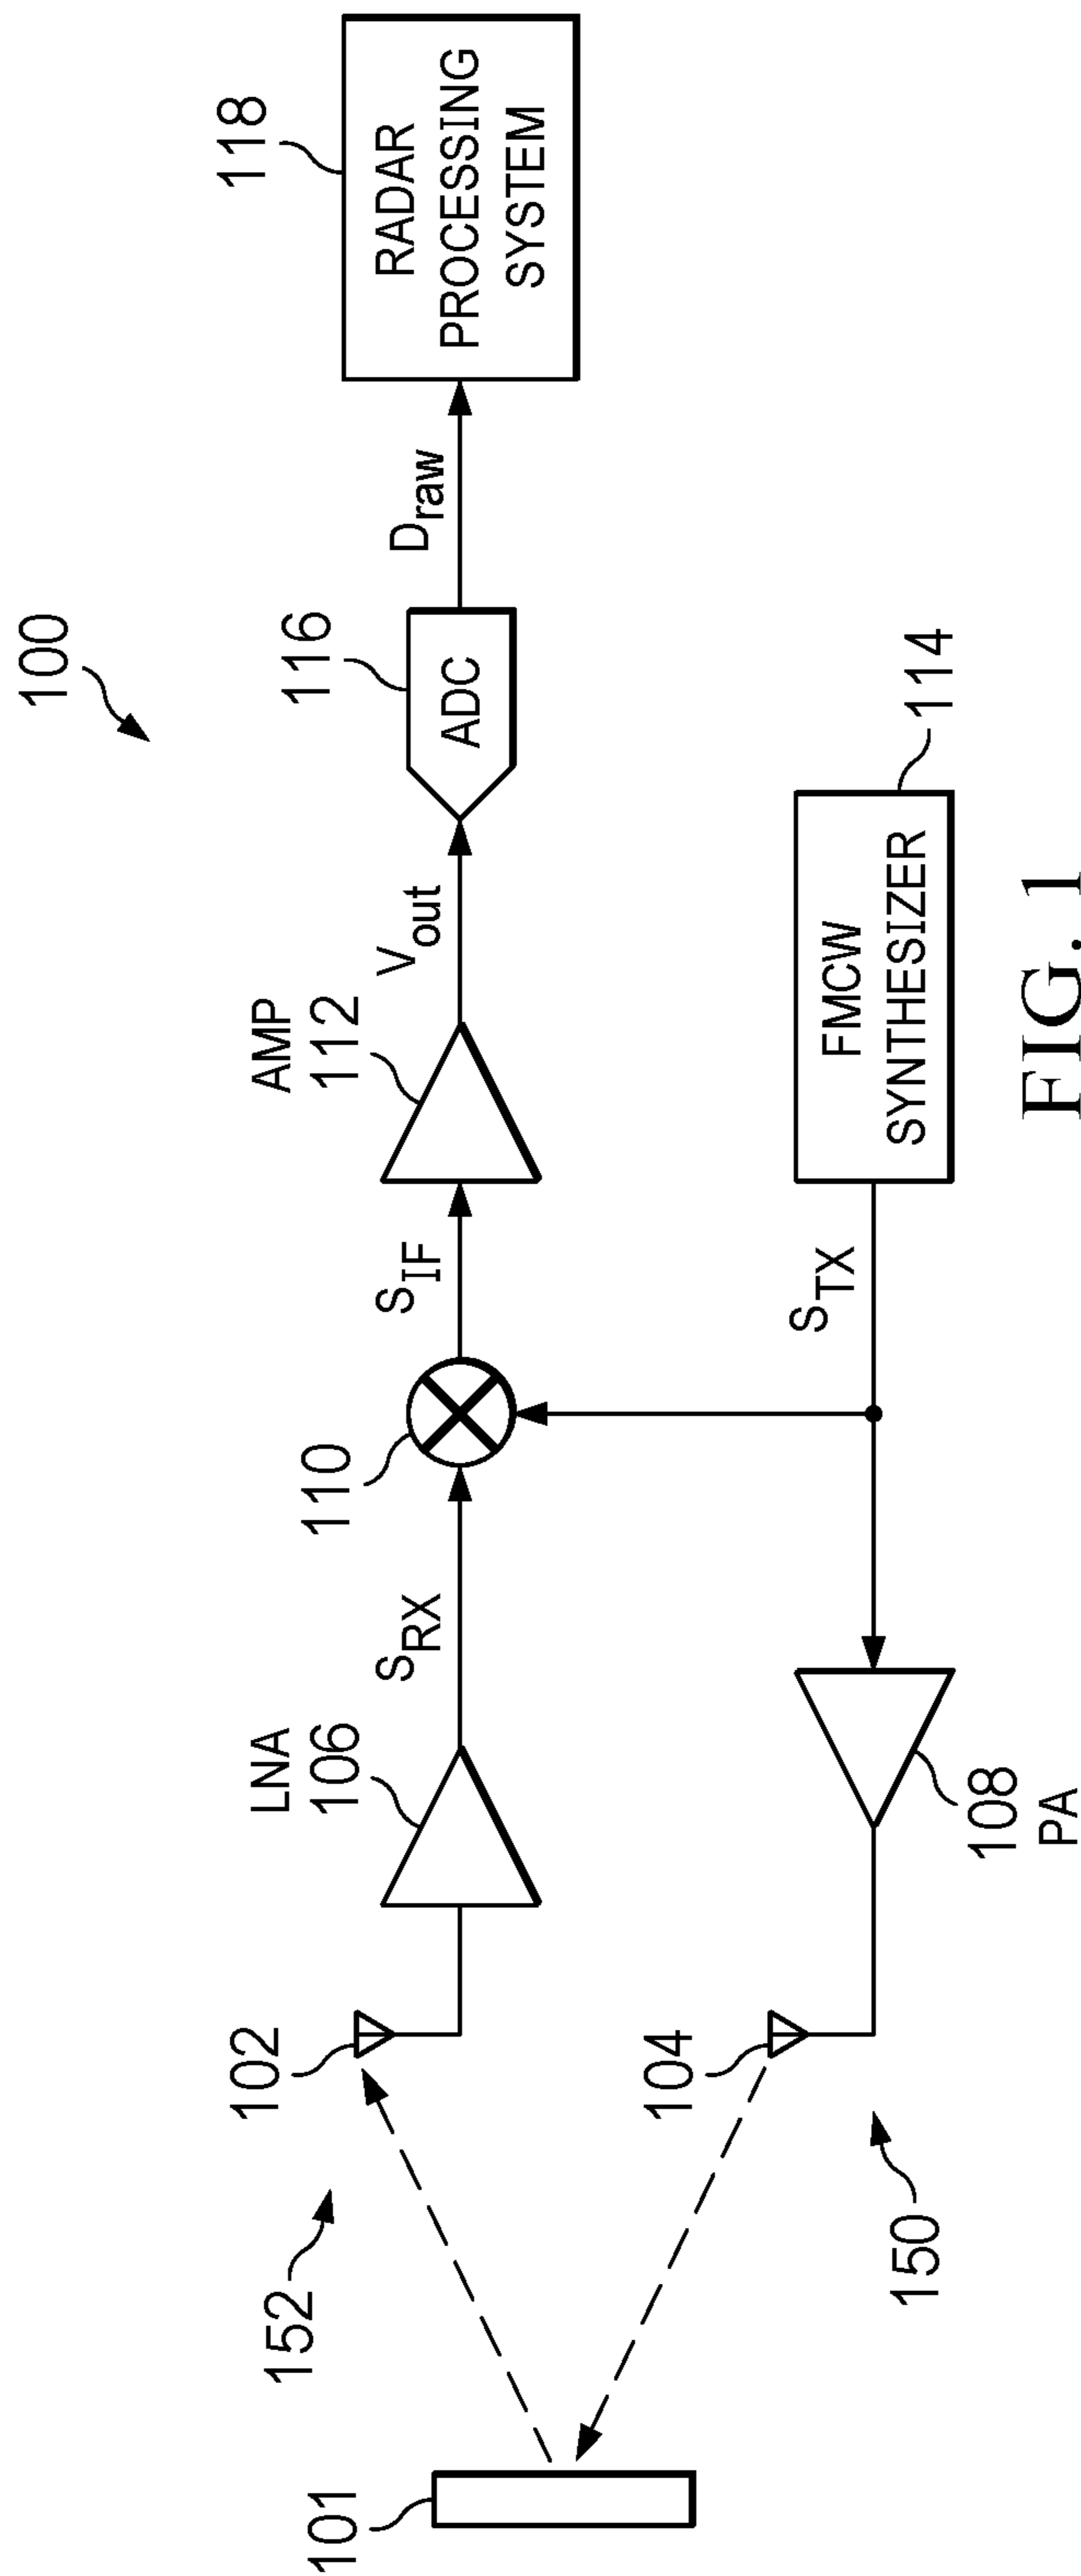 100
152
102
LNA
106
S_RX
110
S_IF
AMP
112
V_out
116
ADC
D_raw
118
RADAR
PROCESSING
SYSTEM
101
104
150
108
PA
S_TX
FMCW
SYNTHESIZER
114
FIG. 1